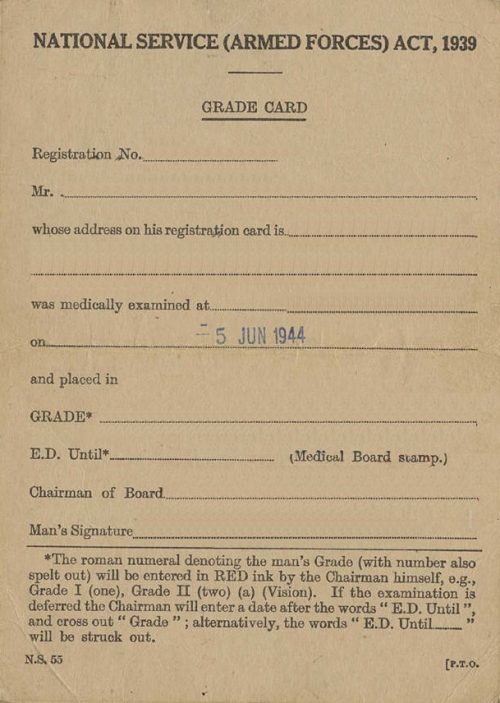 NATIONAL SERVICE (ARMED FORCES) ACT, 1939
GRADE CARD
Registration No.
Mr.
whose address on his registration card is
was medically examined at
on 5 JUN 1944
and placed in
GRADE*
E.D. Until* (Medical Board stamp.)
Chairman of Board
Man's Signature
*The roman numeral denoting the man's Grade (with number also
spelt out) will be entered in RED ink by the Chairman himself, e.g.,
Grade I (one), Grade II (two) (a) (Vision). If the examination is
deferred the Chairman will enter a date after the words " E.D. Until ",
and cross out " Grade " ; alternatively, the words " E.D. Until "
will be struck out.
N.S. 55 [P.T.O.